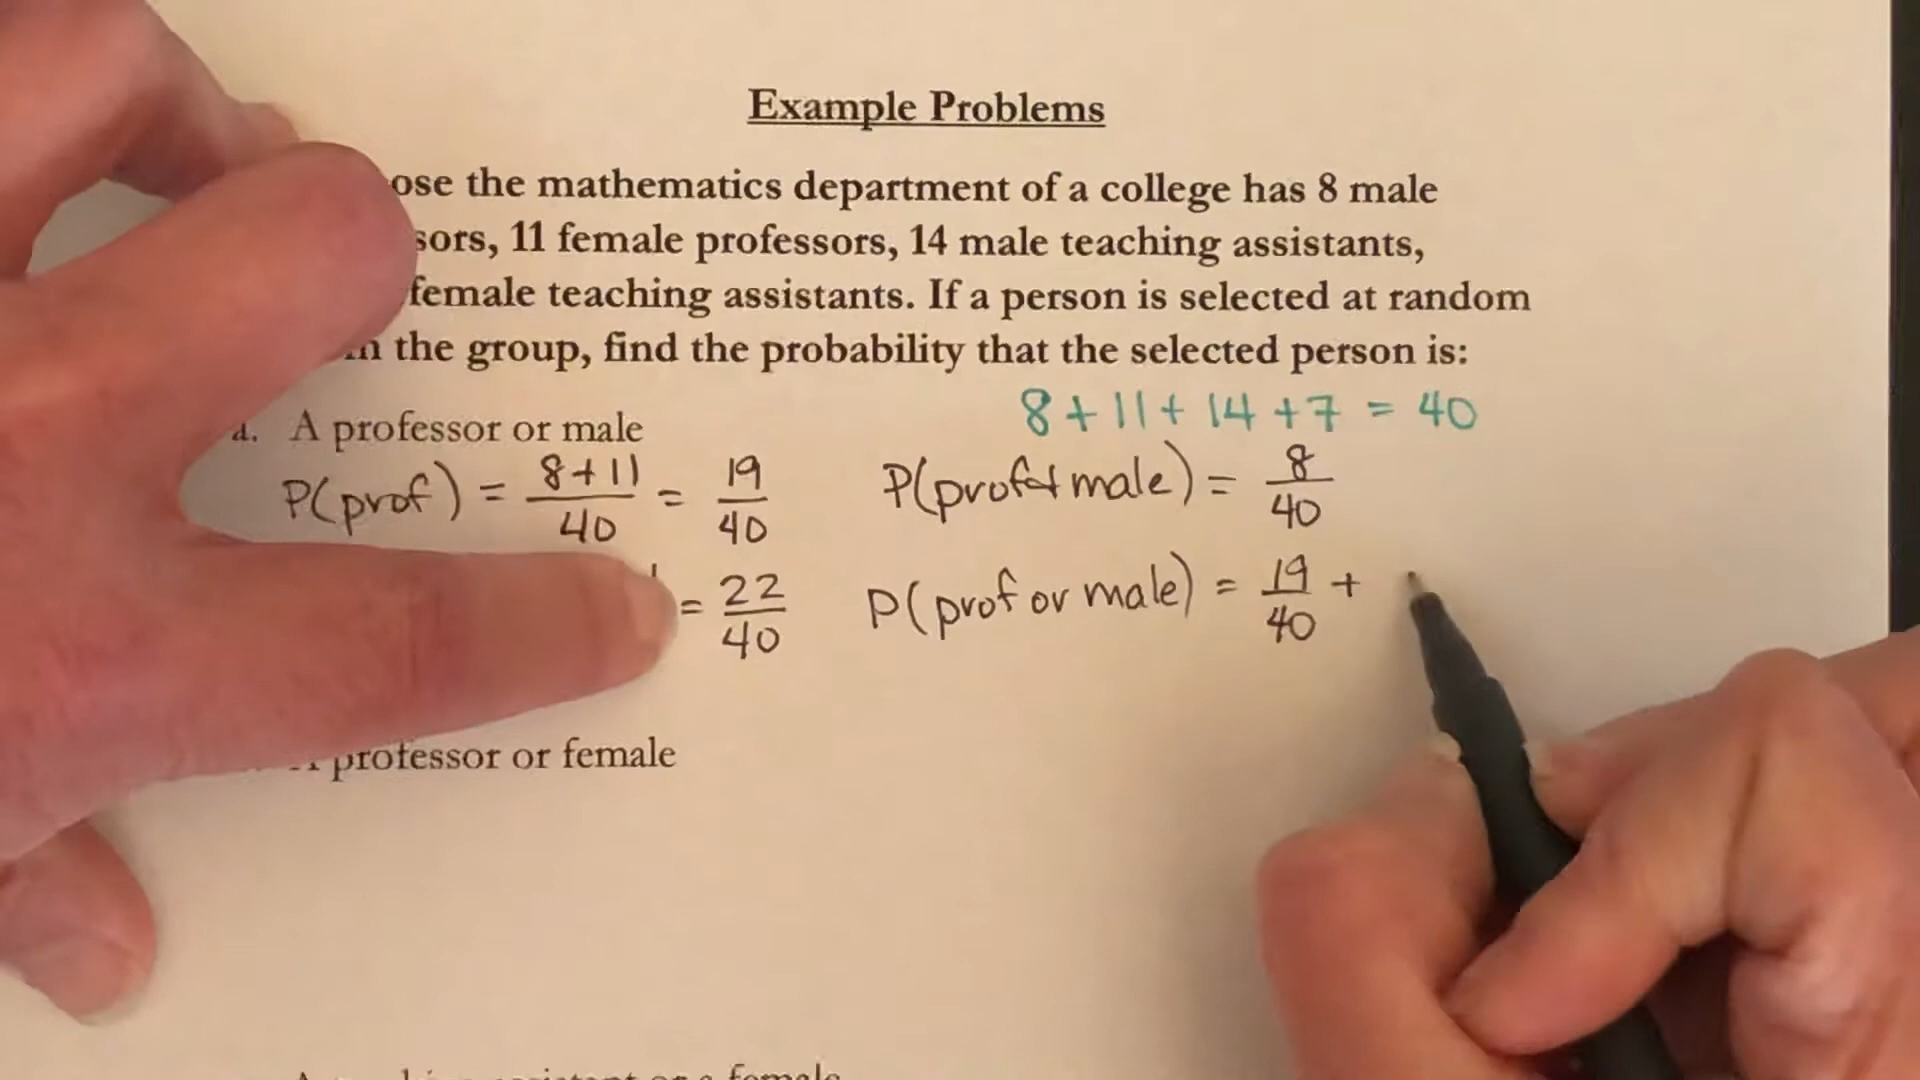 Example Problems
ose the mathematics department of a college has 8 male
sors, 11 female professors, 14 male teaching assistants,
female teaching assistants. If a person is selected at random
the group, find the probability that the selected person is:
8 + 11 + 14 + 7 = 40
a. A professor or male
P(prof) = 8+11/40 = 19/40
P(prof + male) = 8/40
= 22/40
P(prof or male) = 19/40 +
professor or female
female